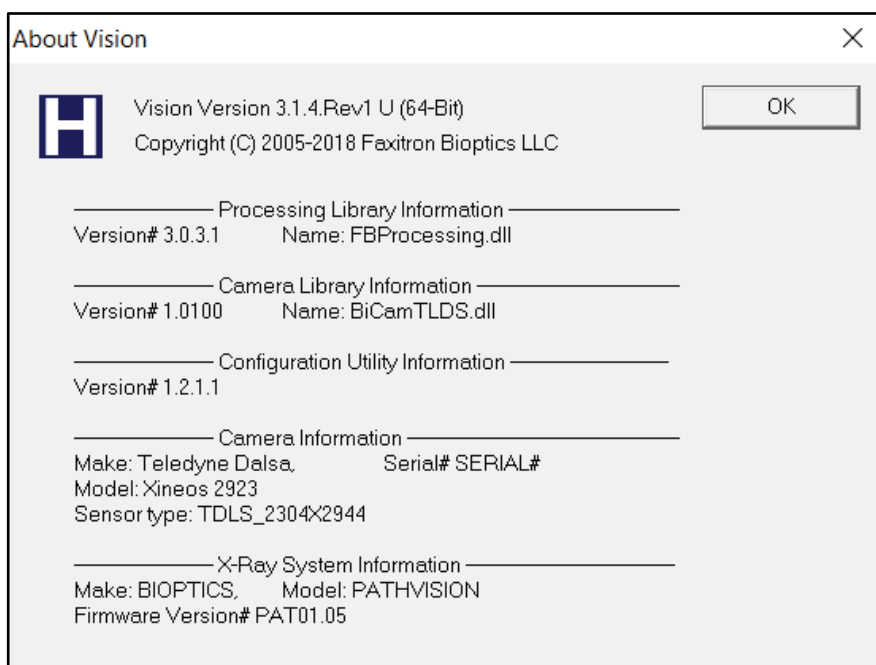 About Vision
Vision Version 3.1.4.Rev1 U (64-Bit)
OK
Copyright (C) 2005-2018 Faxitron Bioptics LLC
Processing Library Information
Version# 3.0.3.1 Name: FBProcessing.dll
Camera Library Information
Version# 1.0100 Name: BiCamTLDS.dll
Configuration Utility Information
Version# 1.2.1.1
Camera Information
Make: Teledyne Dalsa, Serial# SERIAL#
Model: Xineos 2923
Sensor type: TDLS_2304X2944
X-Ray System Information
Make: BIOPTICS, Model: PATHVISION
Firmware Version# PAT01.05